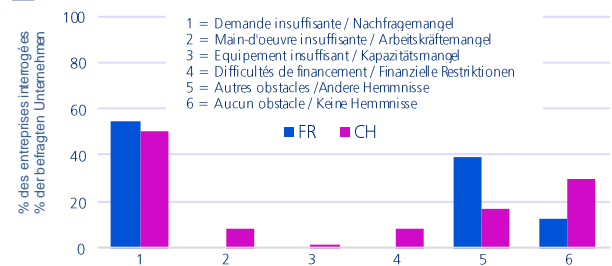 % des entreprises interrogées
% der befragten Unternehmen
100
80
60
40
20
0
1 = Demande insuffisante / Nachfragemangel
2 = Main-d'oeuvre insuffisante / Arbeitskräftemangel
3 = Equipement insuffisant / Kapazitätsmangel
4 = Difficultés de financement / Finanzielle Restriktionen
5 = Autres obstacles /Andere Hemmnisse
6 = Aucun obstacle / Keine Hemmnisse
FR CH
1 2 3 4 5 6